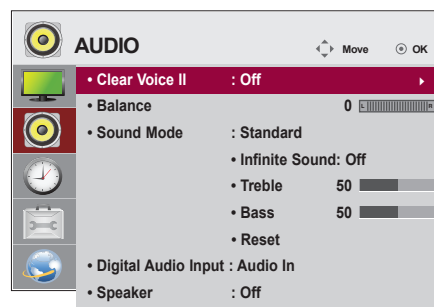 AUDIO
Move OK
• Clear Voice II : Off
• Balance 0 L R
• Sound Mode : Standard
• Infinite Sound: Off
• Treble 50
• Bass 50
• Reset
• Digital Audio Input : Audio In
• Speaker : Off